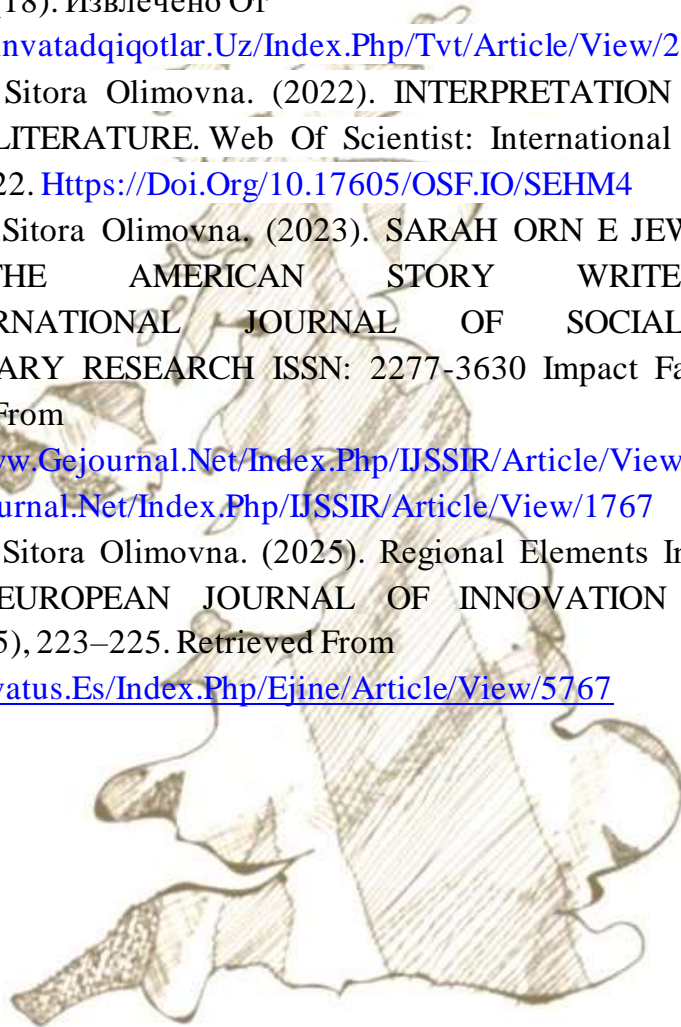 18). Извлечено От
nvatadqiqotlar.Uz/Index.Php/Tvt/Article/View/2
Sitora Olimovna. (2022). INTERPRETATION
LITERATURE. Web Of Scientist: International
22. Https://Doi.Org/10.17605/OSF.IO/SEHM4
Sitora Olimovna. (2023). SARAH ORN E JEW
THE AMERICAN STORY WRITE
RNATIONAL JOURNAL OF SOCIAL
ARY RESEARCH ISSN: 2277-3630 Impact Fa
From
ww.Gejournal.Net/Index.Php/IJSSIR/Article/View
urnal.Net/Index.Php/IJSSIR/Article/View/1767
Sitora Olimovna. (2025). Regional Elements In
EUROPEAN JOURNAL OF INNOVATION
5), 223–225. Retrieved From
vatus.Es/Index.Php/Ejine/Article/View/5767